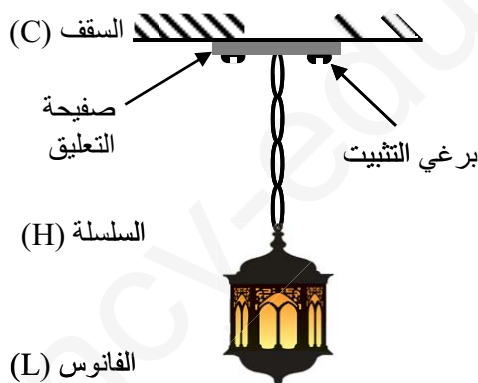 السقف (C)
صفيحة
التعليق
برغي التثبيت
السلسلة (H)
الفانوس (L)